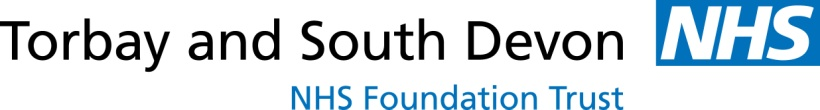 Torbay and South Devon NHS
NHS Foundation Trust